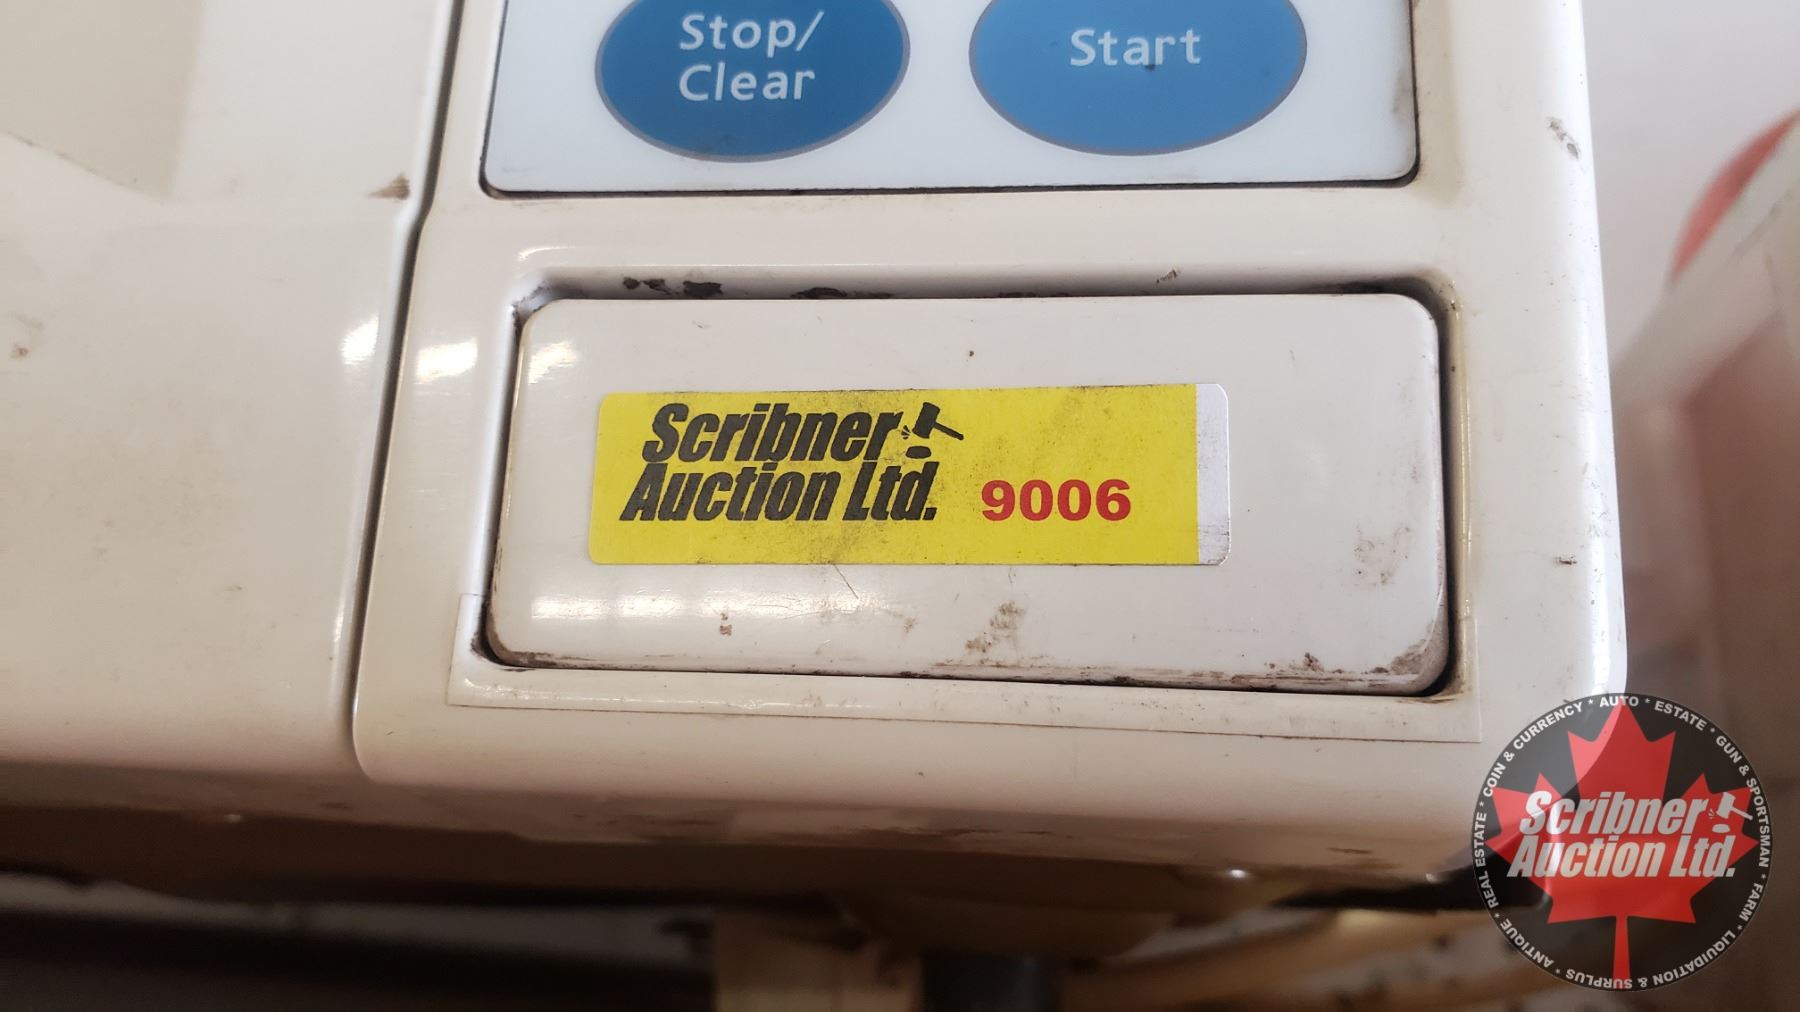 Stop/
Clear
Start
Scribner
Auction Ltd.
9006
* COIN & CURRENCY * AUTO * ESTATE * GUN & SPORTSMAN * FARM * LIQUIDATION & SURPLUS * ANTIQUE * REAL ESTATE
Scribner
Auction Ltd.